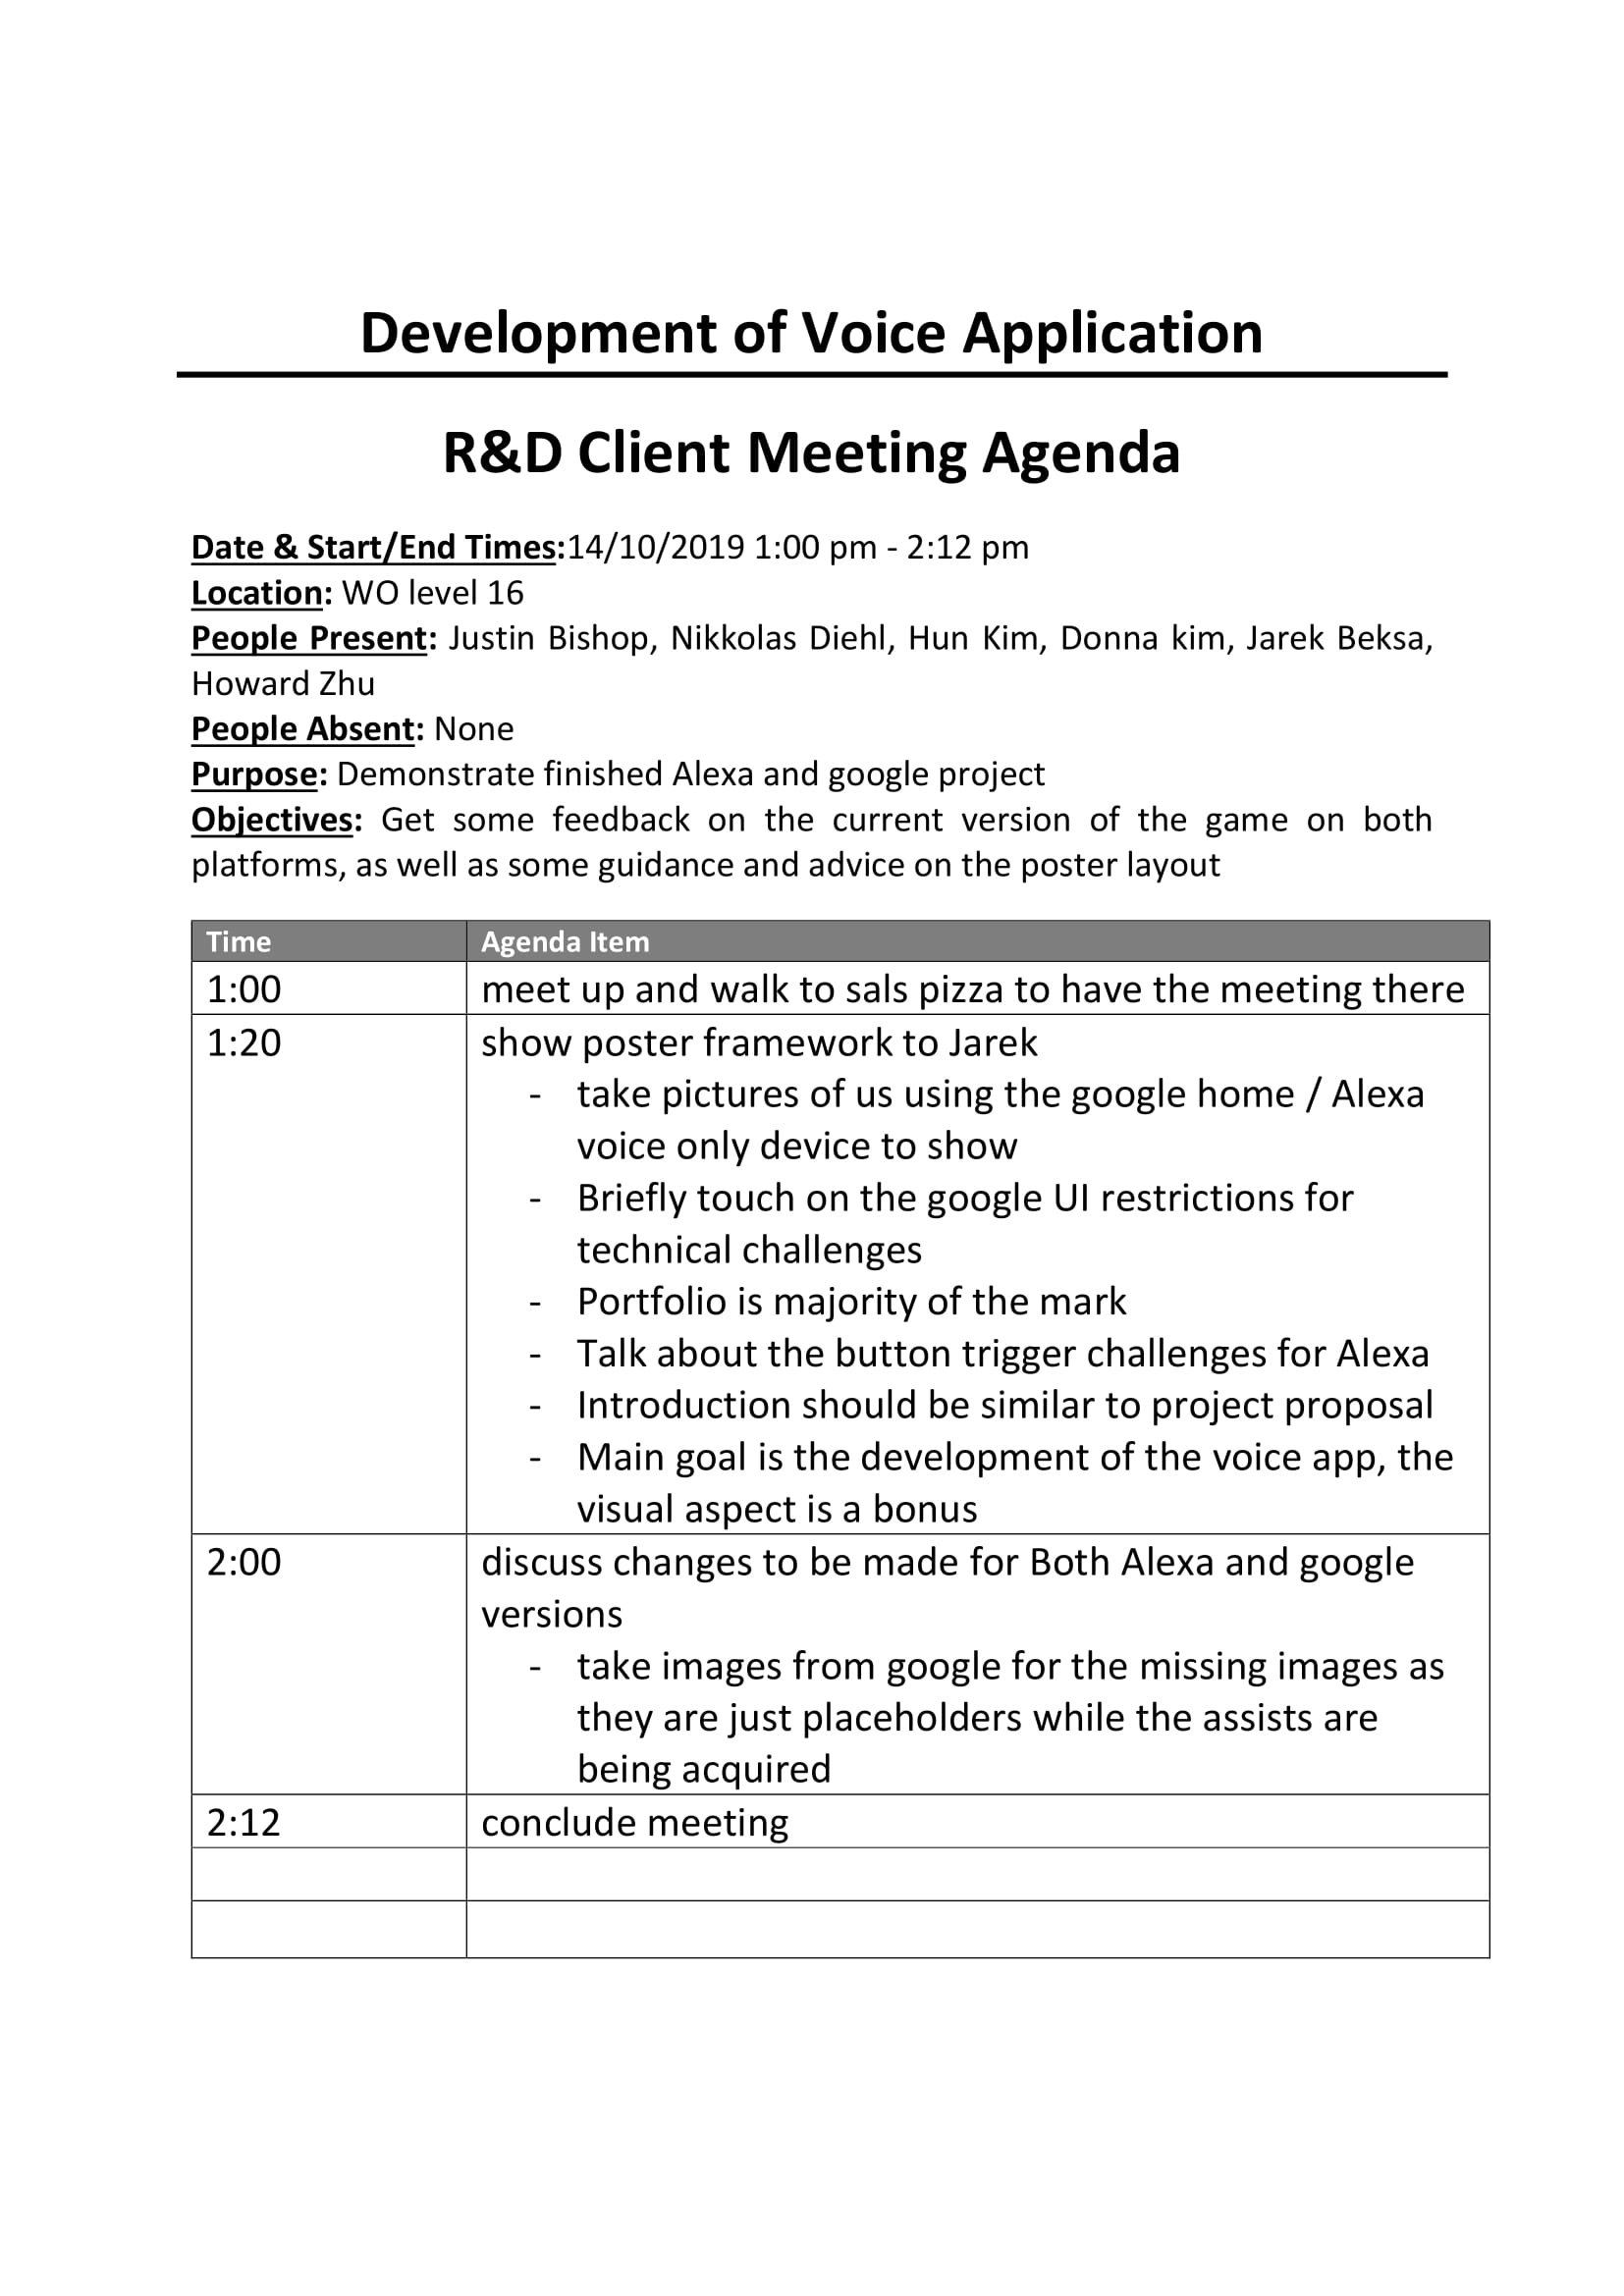 Development of Voice Application
R&D Client Meeting Agenda
Date & Start/End Times:14/10/2019 1:00 pm - 2:12 pm
Location: WO level 16
People Present: Justin Bishop, Nikkolas Diehl, Hun Kim, Donna kim, Jarek Beksa,
Howard Zhu
People Absent: None
Purpose: Demonstrate finished Alexa and google project
Objectives: Get some feedback on the current version of the game on both
platforms, as well as some guidance and advice on the poster layout
Time Agenda Item
1:00 meet up and walk to sals pizza to have the meeting there
1:20 show poster framework to Jarek
- take pictures of us using the google home / Alexa
voice only device to show
- Briefly touch on the google UI restrictions for
technical challenges
- Portfolio is majority of the mark
- Talk about the button trigger challenges for Alexa
- Introduction should be similar to project proposal
- Main goal is the development of the voice app, the
visual aspect is a bonus
2:00 discuss changes to be made for Both Alexa and google
versions
- take images from google for the missing images as
they are just placeholders while the assists are
being acquired
2:12 conclude meeting